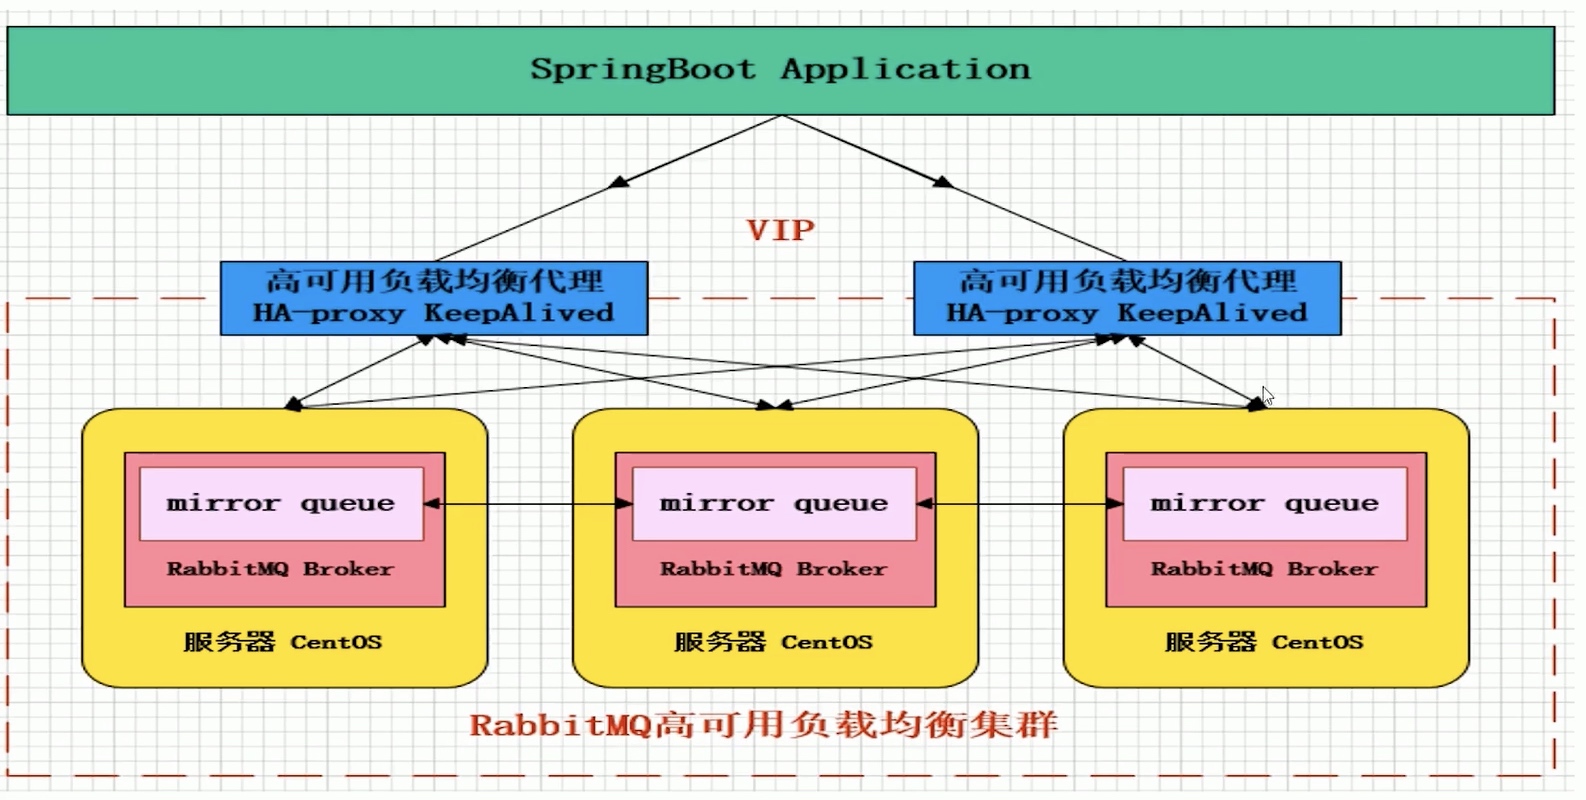 SpringBoot Application
VIP
高可用负载均衡代理
HA-proxy KeepAlived
高可用负载均衡代理
HA-proxy KeepAlived
mirror queue
mirror queue
mirror queue
RabbitMQ Broker
RabbitMQ Broker
RabbitMQ Broker
服务器 CentOS
服务器 CentOS
服务器 CentOS
RabbitMQ高可用负载均衡集群